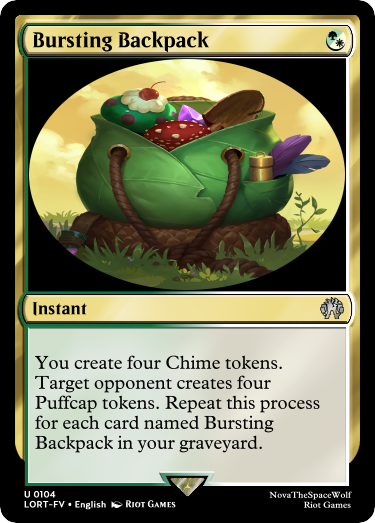 Bursting Backpack
Instant
You create four Chime tokens.
Target opponent creates four
Puffcap tokens. Repeat this process
for each card named Bursting
Backpack in your graveyard.
U 0104
LORT-FV • English Riot Games
NovaTheSpaceWolf
Riot Games